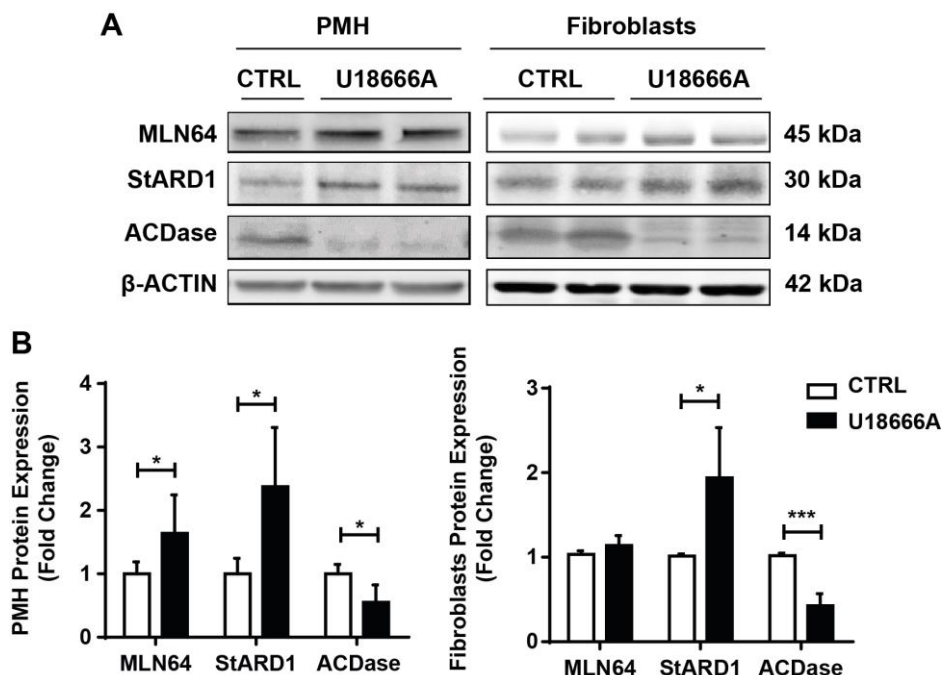 A
PMH Fibroblasts
CTRL U18666A CTRL U18666A
MLN64 45 kDa
StARD1 30 kDa
ACDase 14 kDa
β-ACTIN 42 kDa
B
PMH Protein Expression
(Fold Change)
4
3
2
1
0
* * *
MLN64 StARD1 ACDase
Fibroblasts Protein Expression
(Fold Change)
3
2
1
0
* ***
MLN64 StARD1 ACDase
CTRL
U18666A